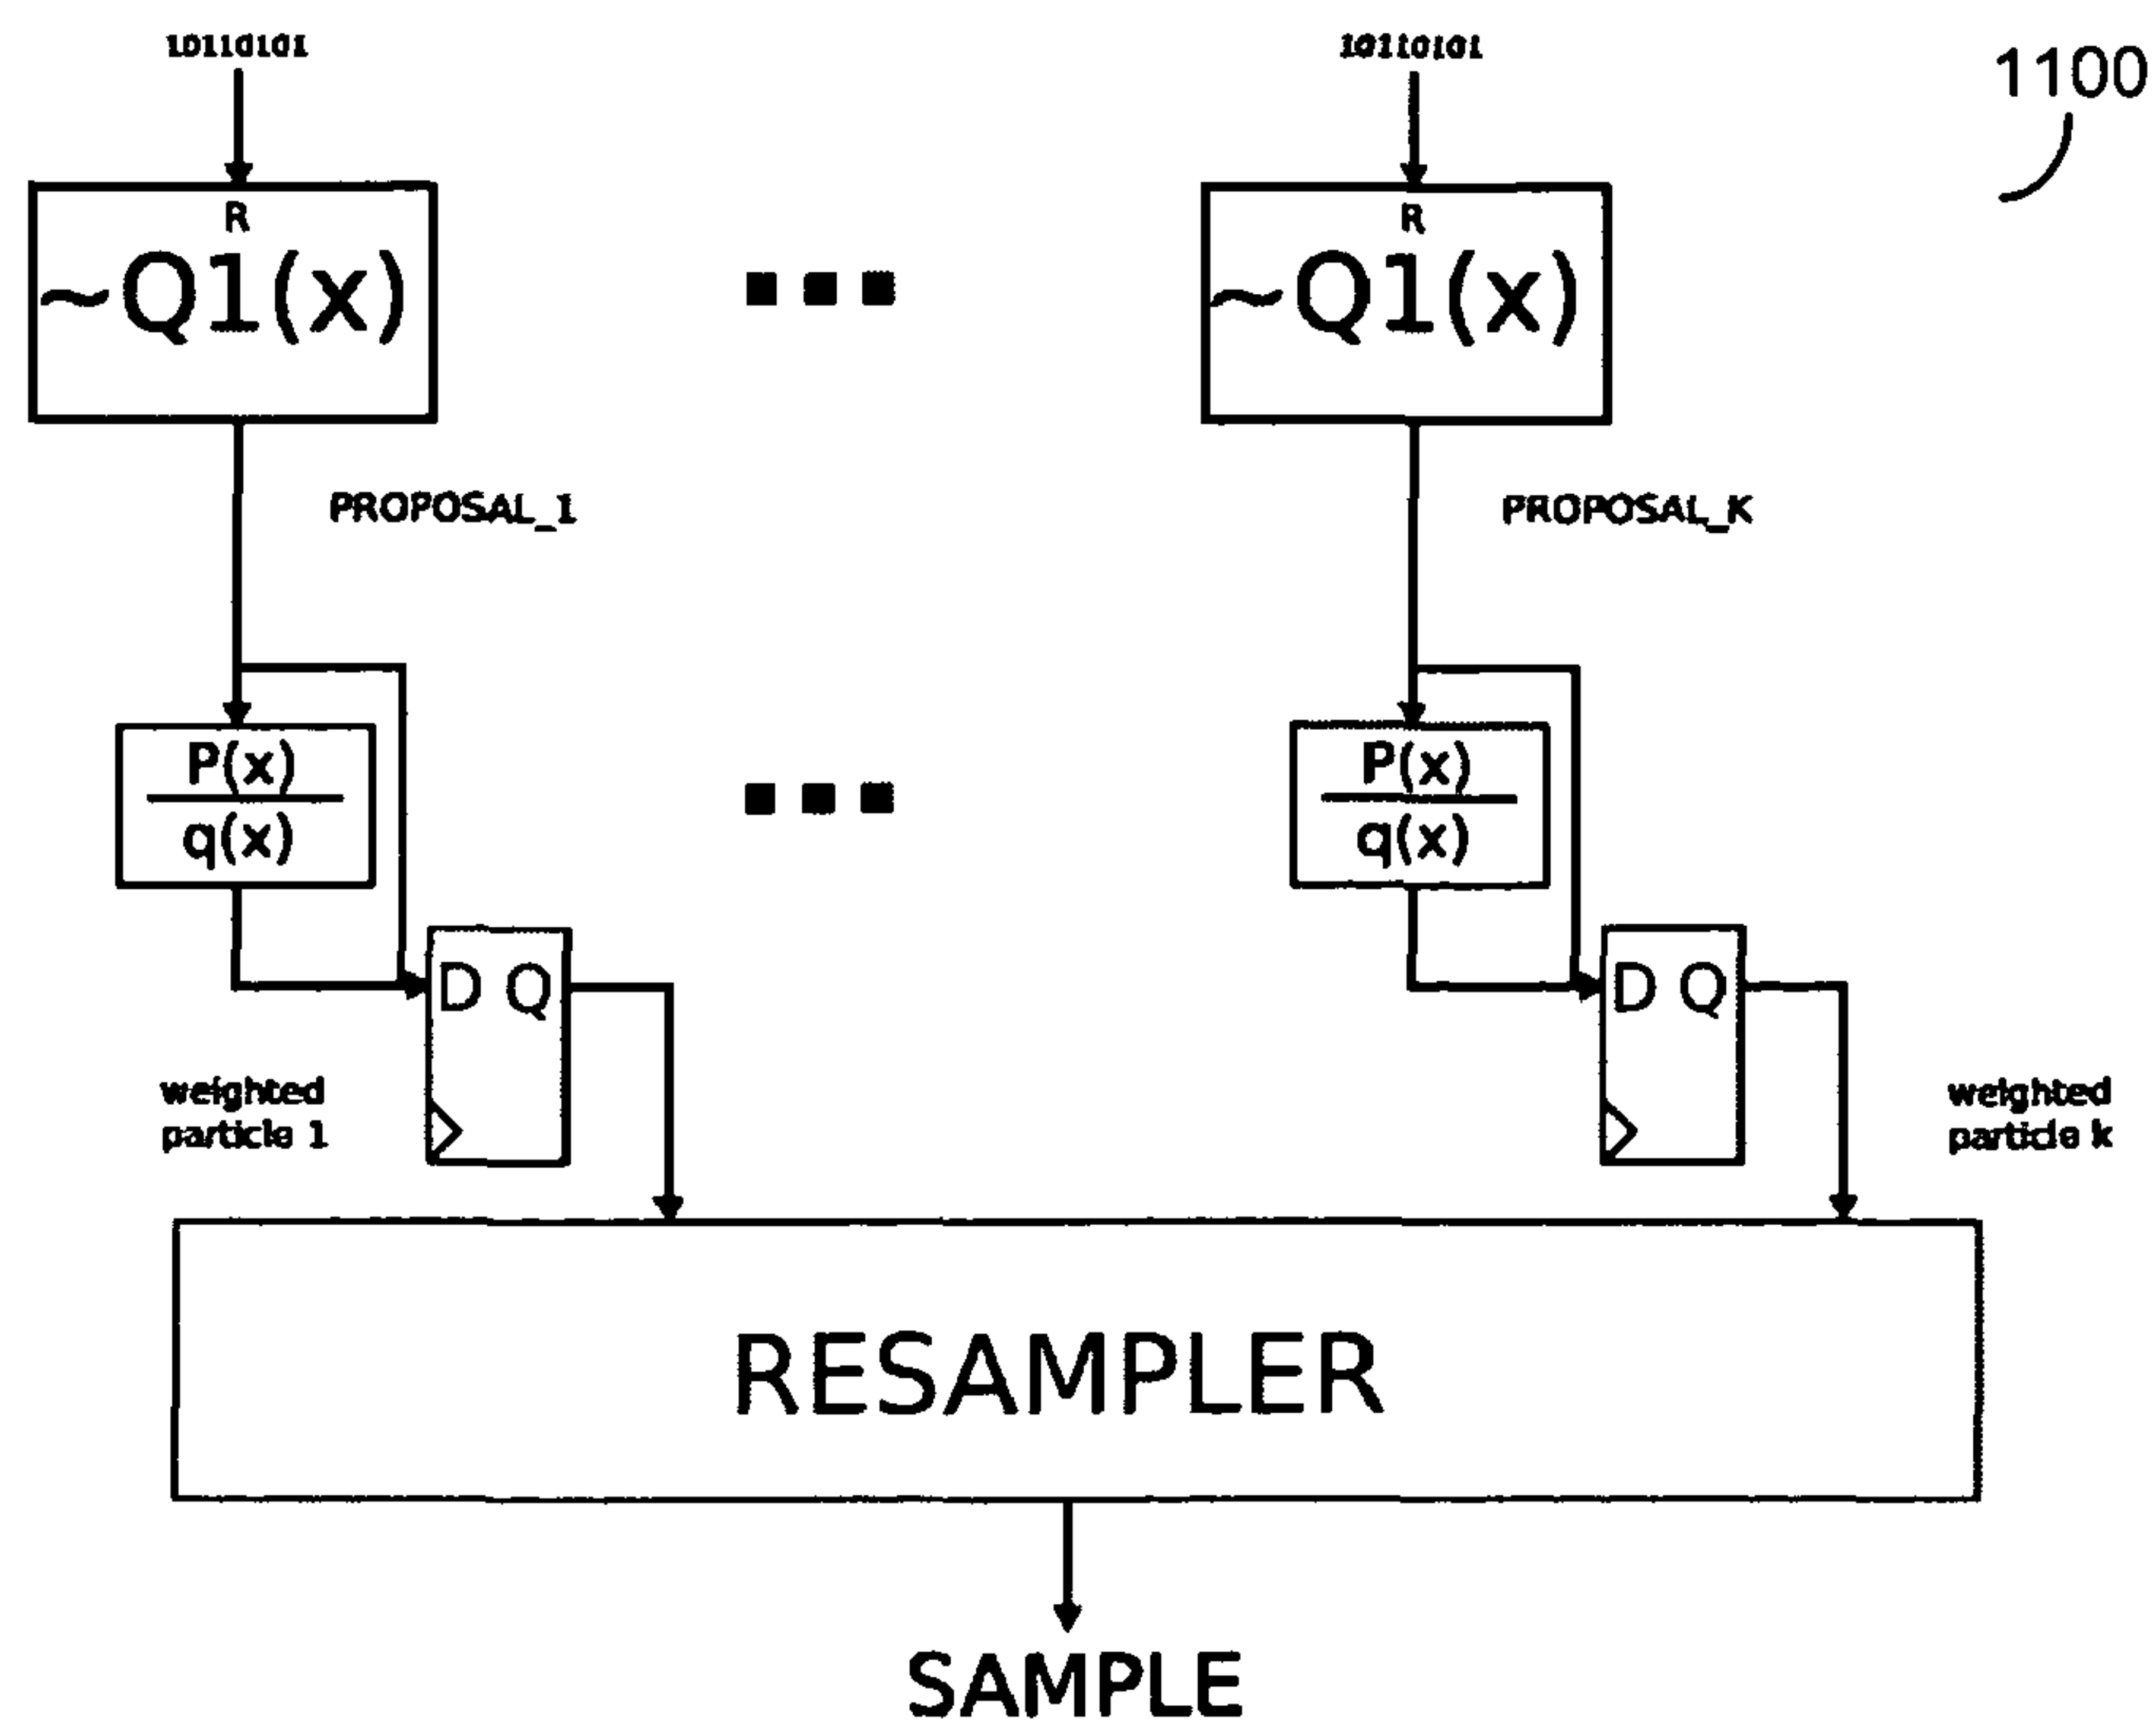 10110101
10110101
1100
R
~Q1(x)
R
~Q1(x)
PROPOSAL_1
PROPOSAL_K
P(x)
q(x)
P(x)
q(x)
D Q
D Q
weighted
particle 1
weighted
particle k
RESAMPLER
SAMPLE